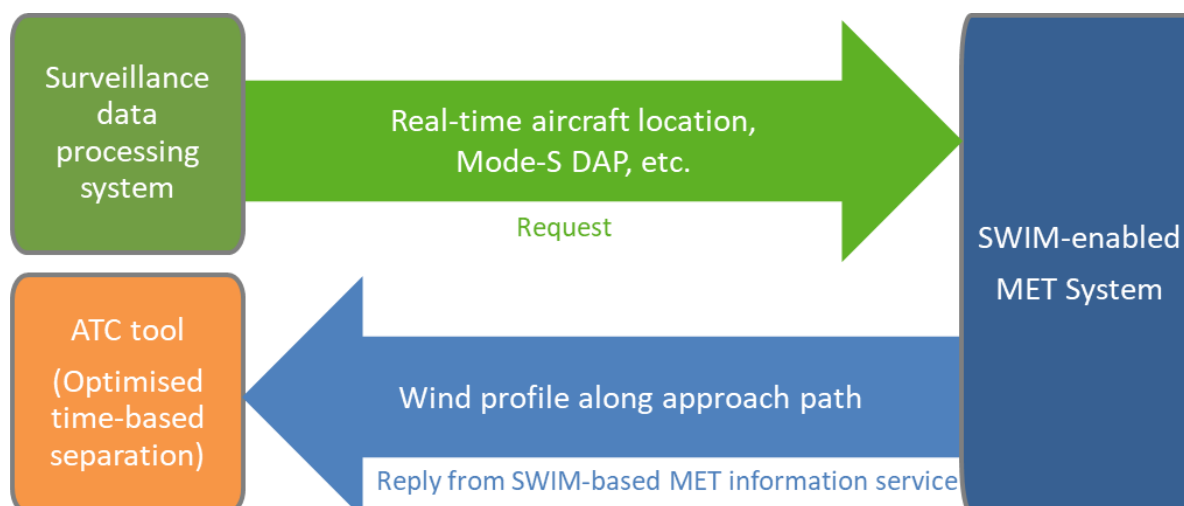 Surveillance
data
processing
system
Real-time aircraft location,
Mode-S DAP, etc.
Request
SWIM-enabled
MET System
ATC tool
(Optimised
time-based
separation)
Wind profile along approach path
Reply from SWIM-based MET information service